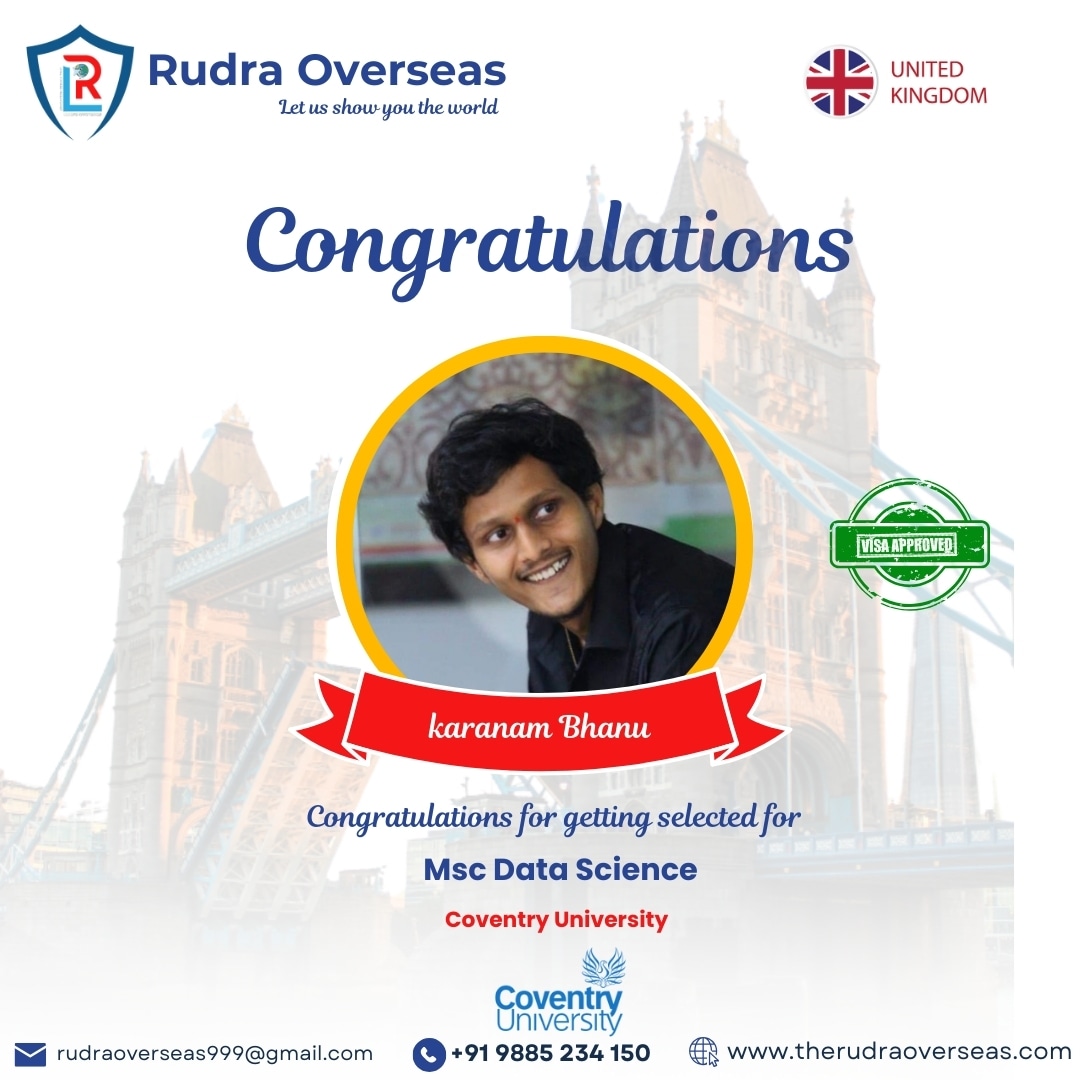 Rudra Overseas
Let us show you the world
UNITED
KINGDOM
Congratulations
VISA APPROVED
karanam Bhanu
Congratulations for getting selected for
Msc Data Science
Coventry University
Coventry
University
rudraoverseas999@gmail.com
+91 9885 234 150
www.therudraoverseas.com